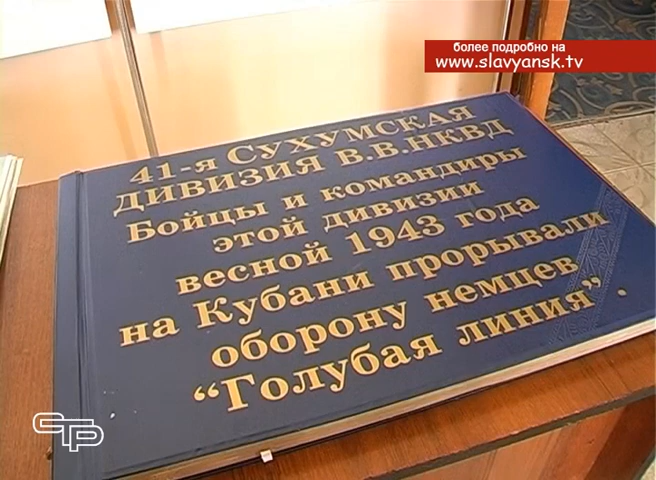 более подробно на
www.slavyansk.tv
41-я СУХУМСКАЯ
ДИВИЗИЯ В.В.НКВД
Бойцы и командиры
этой дивизии
весной 1943 года
на Кубани прорывали
оборону немцев
“Голубая линия”.
СТР